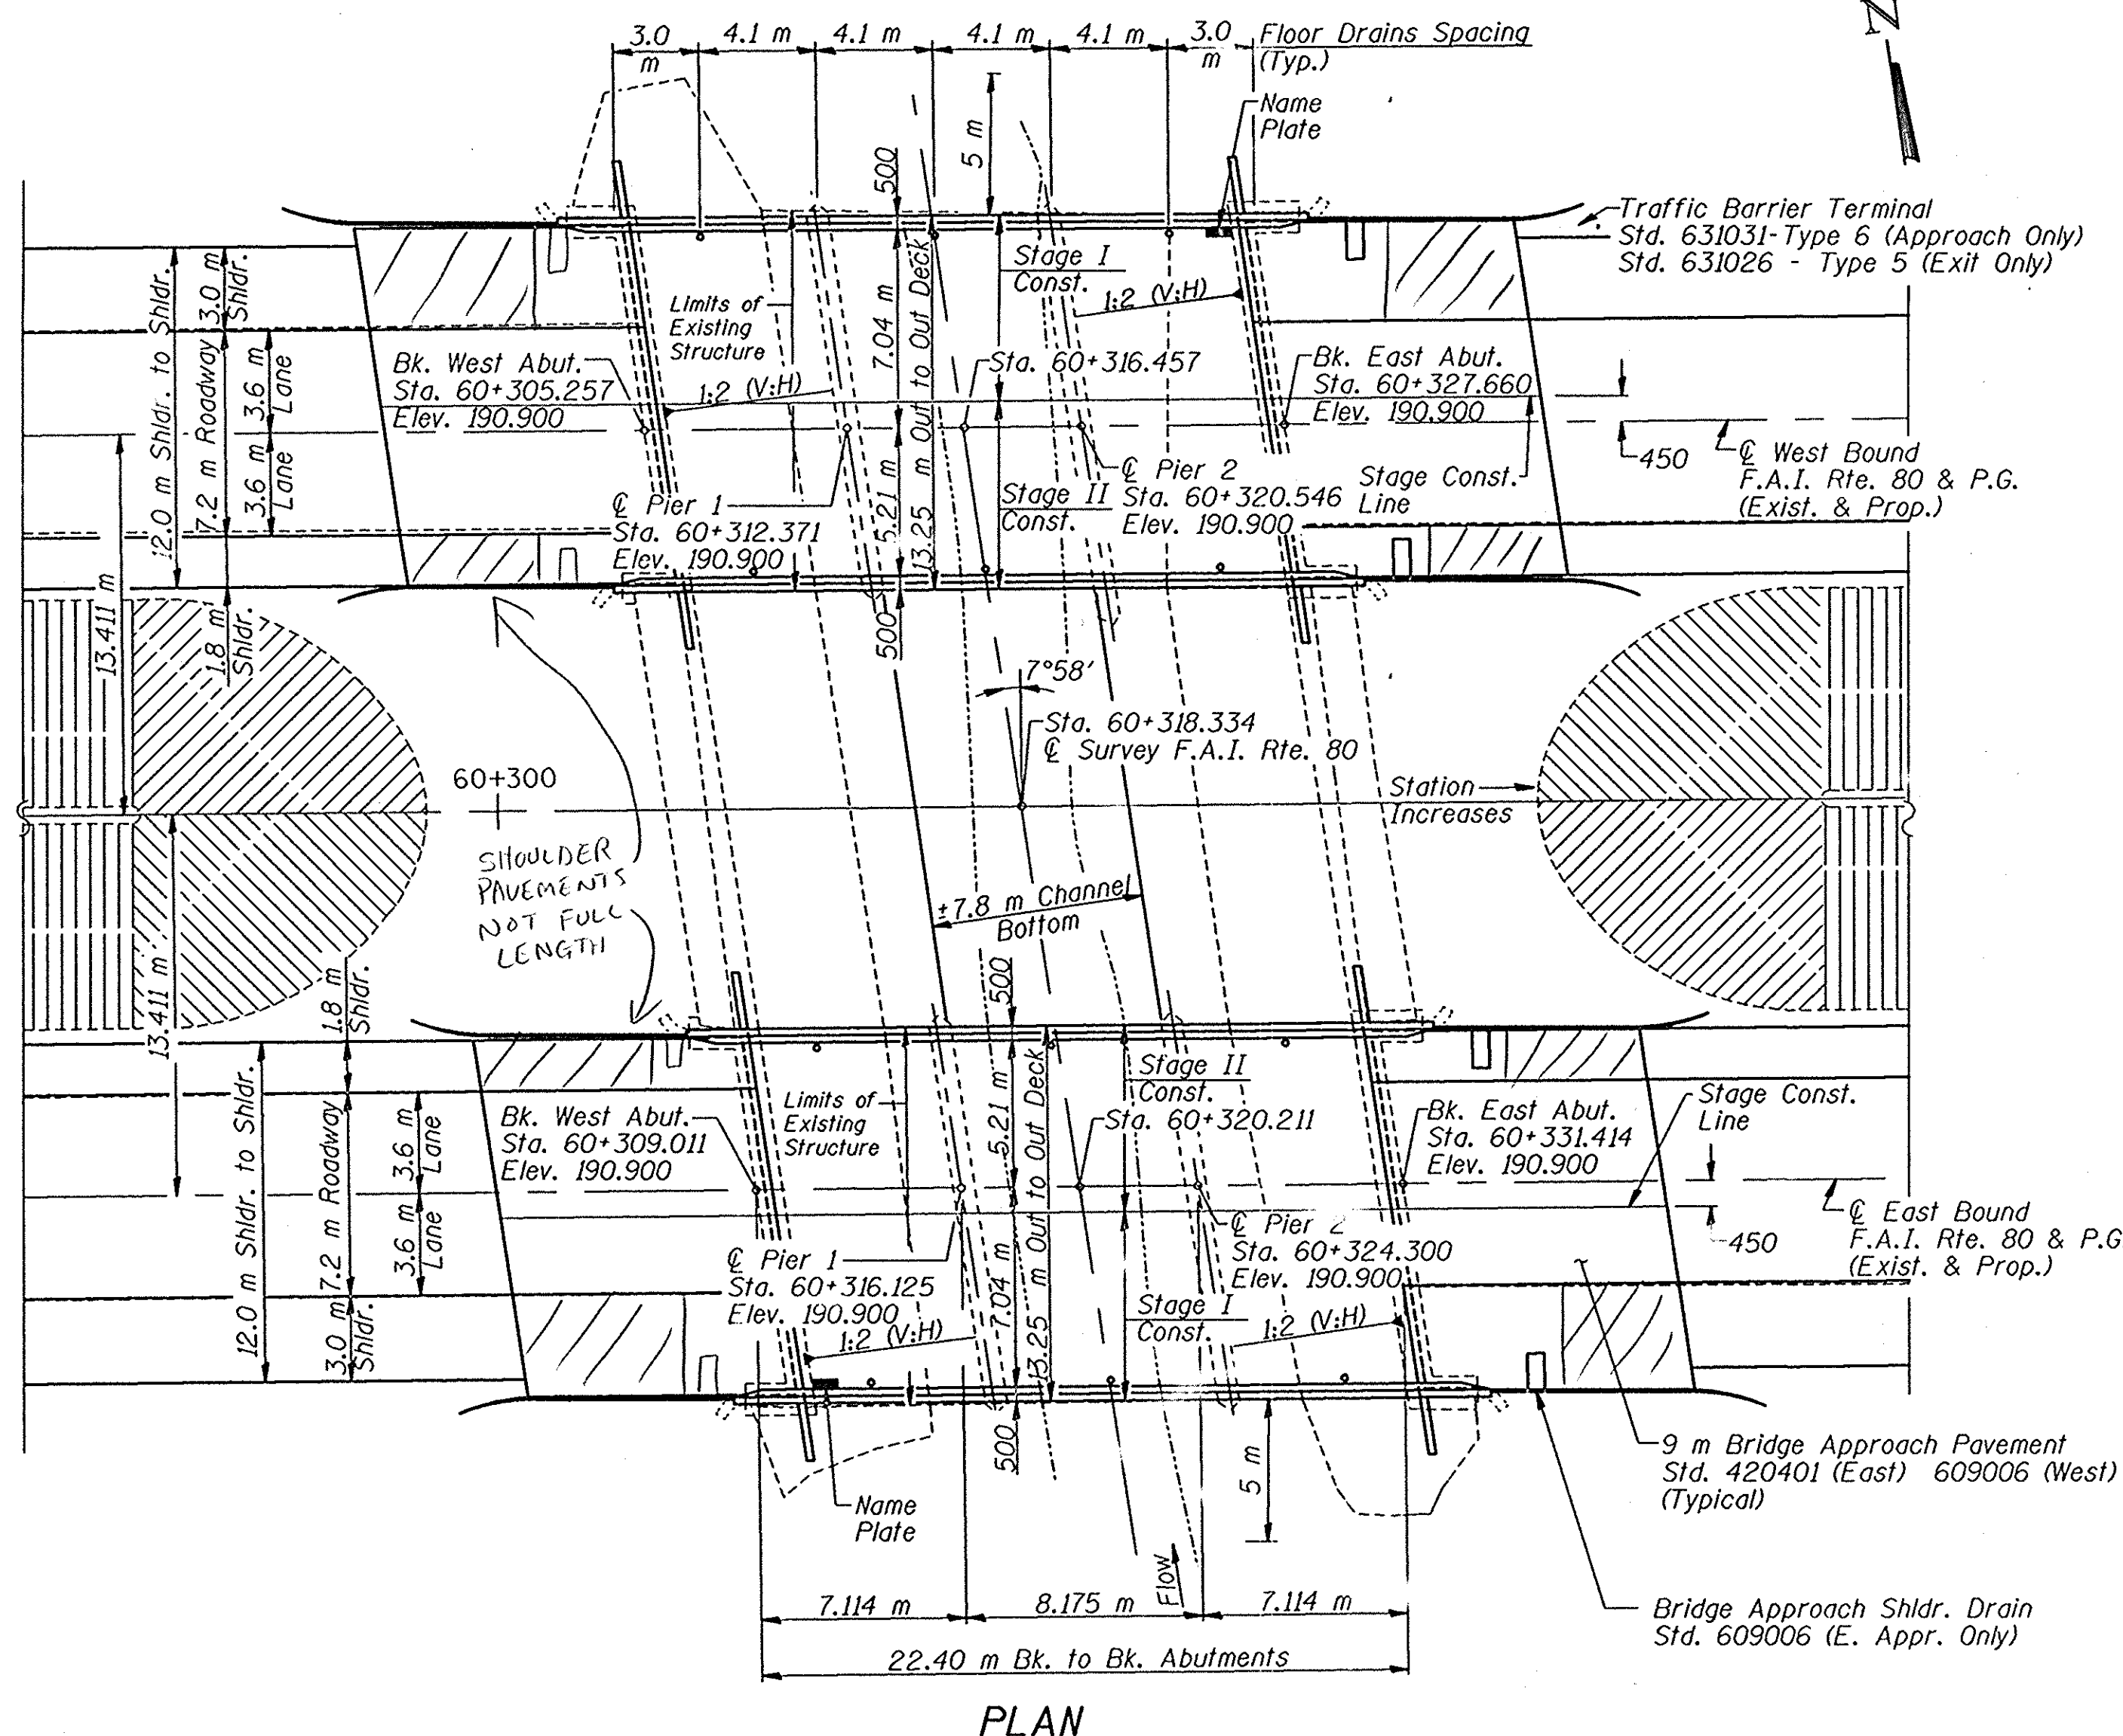 3.0 m
4.1 m
4.1 m
4.1 m
4.1 m
3.0 m
Floor Drains Spacing
(Typ.)
N
Name
Plate
5 m
500
Traffic Barrier Terminal
Std. 631031-Type 6 (Approach Only)
Std. 631026 - Type 5 (Exit Only)
12.0 m Shldr. to Shldr.
3.0 m
Shldr.
7.2 m Roadway
3.6 m
Lane
3.6 m
Lane
1.8 m
Shldr.
13.411 m
Limits of
Existing
Structure
7.04 m
13.25 m Out to Out Deck
Stage I
Const.
1:2 (V:H)
Bk. West Abut.
Sta. 60+305.257
Elev. 190.900
1:2 (V:H)
Sta. 60+316.457
Bk. East Abut.
Sta. 60+327.660
Elev. 190.900
450
℄ West Bound
F.A.I. Rte. 80 & P.G.
(Exist. & Prop.)
℄ Pier 1
Sta. 60+312.371
Elev. 190.900
5.21 m
Stage II
Const.
℄ Pier 2
Sta. 60+320.546
Elev. 190.900
Stage Const.
Line
500
7°58'
Sta. 60+318.334
℄ Survey F.A.I. Rte. 80
60+300
Station
Increases
SHOULDER
PAVEMENTS
NOT FULL
LENGTH
±7.8 m Channel
Bottom
13.411 m
1.8 m
Shldr.
500
12.0 m Shldr. to Shldr.
7.2 m Roadway
3.6 m
Lane
3.6 m
Lane
3.0 m
Shldr.
Bk. West Abut.
Sta. 60+309.011
Elev. 190.900
Limits of
Existing
Structure
5.21 m
13.25 m Out to Out Deck
Stage II
Const.
Sta. 60+320.211
Bk. East Abut.
Sta. 60+331.414
Elev. 190.900
Stage Const.
Line
450
℄ East Bound
F.A.I. Rte. 80 & P.G
(Exist. & Prop.)
℄ Pier 1
Sta. 60+316.125
Elev. 190.900
1:2 (V:H)
7.04 m
℄ Pier 2
Sta. 60+324.300
Elev. 190.900
Stage I
Const.
1:2 (V:H)
500
5 m
Name
Plate
Flow
9 m Bridge Approach Pavement
Std. 420401 (East) 609006 (West)
(Typical)
7.114 m
8.175 m
7.114 m
Bridge Approach Shldr. Drain
Std. 609006 (E. Appr. Only)
22.40 m Bk. to Bk. Abutments
PLAN